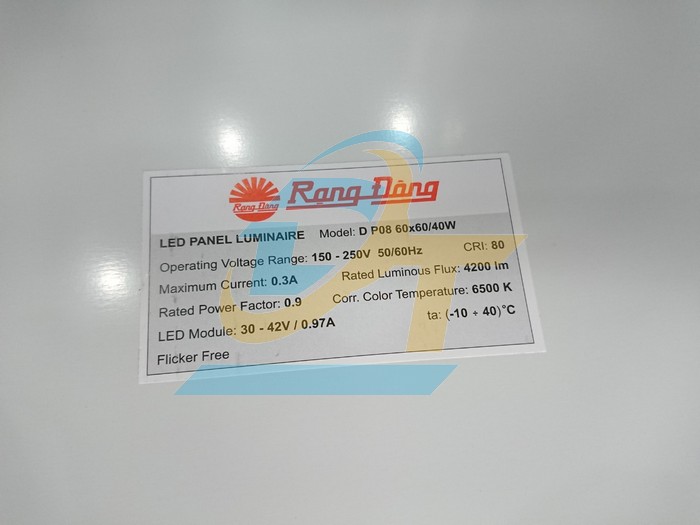 Rạng Đông
Rạng Đông
LED PANEL LUMINAIRE Model: D P08 60x60/40W
Operating Voltage Range: 150 - 250V 50/60Hz CRI: 80
Maximum Current: 0.3A Rated Luminous Flux: 4200 lm
Rated Power Factor: 0.9 Corr. Color Temperature: 6500 K
LED Module: 30 - 42V / 0.97A ta: (-10 ÷ 40)°C
Flicker Free